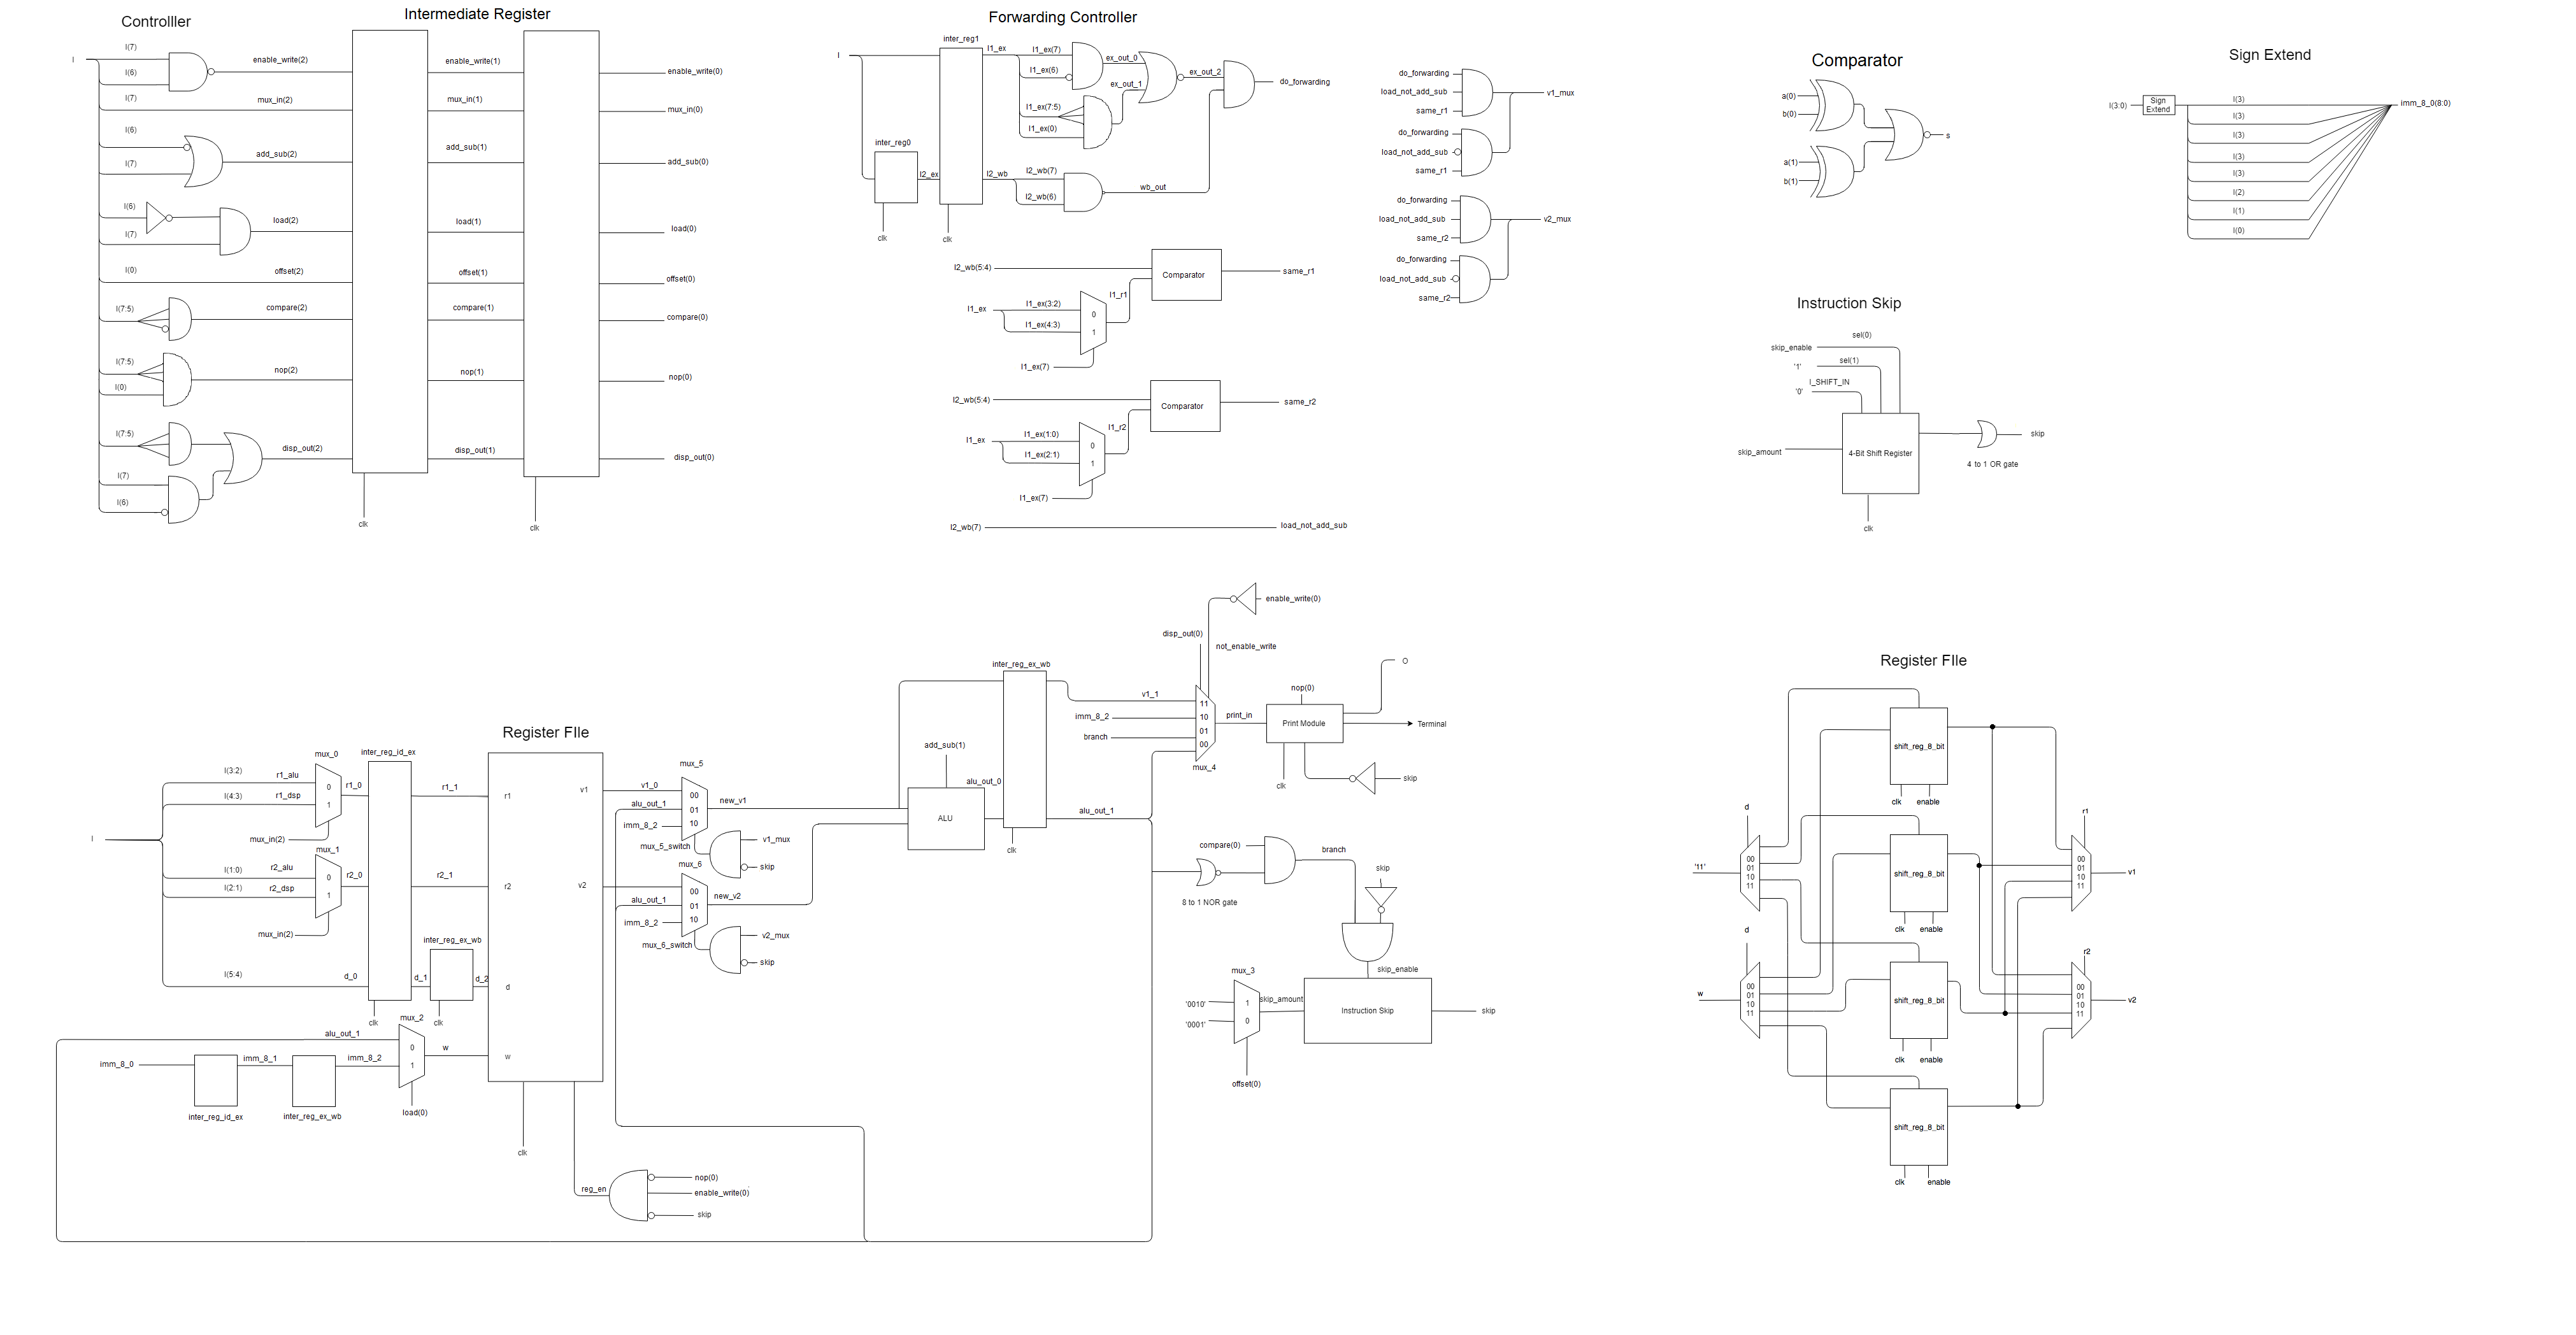 Controlller
I
I(7)
I(6)
I(7)
I(6)
I(7)
I(6)
I(7)
I(0)
I(7:5)
I(7:5)
I(0)
I(7:5)
I(7)
I(6)
enable_write(2)
mux_in(2)
add_sub(2)
load(2)
offset(2)
compare(2)
nop(2)
disp_out(2)
Intermediate Register
enable_write(1)
mux_in(1)
add_sub(1)
load(1)
offset(1)
compare(1)
nop(1)
disp_out(1)
enable_write(0)
mux_in(0)
add_sub(0)
load(0)
offset(0)
compare(0)
nop(0)
disp_out(0)
clk
clk
Forwarding Controller
I
inter_reg1
inter_reg0
clk
clk
I1_ex
I1_ex(7)
I1_ex(6)
I1_ex(7:5)
I1_ex(0)
ex_out_0
ex_out_1
ex_out_2
do_forwarding
I2_ex
I2_wb
I2_wb(7)
I2_wb(6)
wb_out
I2_wb(5:4)
Comparator
same_r1
I1_ex
I1_ex(3:2)
I1_ex(4:3)
0
1
I1_r1
I1_ex(7)
I2_wb(5:4)
Comparator
same_r2
I1_ex
I1_ex(1:0)
I1_ex(2:1)
0
1
I1_r2
I1_ex(7)
I2_wb(7)
load_not_add_sub
do_forwarding
load_not_add_sub
same_r1
v1_mux
do_forwarding
load_not_add_sub
same_r1
do_forwarding
load_not_add_sub
same_r2
v2_mux
do_forwarding
load_not_add_sub
same_r2
Comparator
a(0)
b(0)
a(1)
b(1)
s
Sign Extend
I(3:0)
Sign
Extend
I(3)
I(3)
I(3)
I(3)
I(3)
I(2)
I(1)
I(0)
imm_8_0(8:0)
Instruction Skip
sel(0)
skip_enable
sel(1)
'1'
I_SHIFT_IN
'0'
skip_amount
4-Bit Shift Register
clk
skip
4 to 1 OR gate
I
I(3:2)
r1_alu
I(4:3)
r1_dsp
mux_0
0
1
r1_0
mux_in(2)
mux_1
I(1:0)
r2_alu
I(2:1)
r2_dsp
0
1
r2_0
mux_in(2)
I(5:4)
d_0
inter_reg_id_ex
clk
r1_1
r2_1
inter_reg_ex_wb
d_1
d_2
clk
mux_2
alu_out_1
0
1
w
load(0)
imm_8_0
imm_8_1
imm_8_2
inter_reg_id_ex
inter_reg_ex_wb
Register FIle
r1
r2
d
w
v1
v2
clk
reg_en
nop(0)
enable_write(0)
skip
mux_5
v1_0
alu_out_1
imm_8_2
00
01
10
new_v1
mux_5_switch
v1_mux
skip
mux_6
alu_out_1
imm_8_2
00
01
10
new_v2
mux_6_switch
v2_mux
skip
add_sub(1)
ALU
alu_out_0
inter_reg_ex_wb
clk
alu_out_1
enable_write(0)
disp_out(0)
not_enable_write
v1_1
imm_8_2
branch
11
10
01
00
mux_4
print_in
nop(0)
Print Module
O
Terminal
clk
skip
compare(0)
branch
8 to 1 NOR gate
skip
skip_enable
mux_3
'0010'
'0001'
1
0
skip_amount
offset(0)
Instruction Skip
skip
Register FIle
shift_reg_8_bit
clk
enable
shift_reg_8_bit
clk
enable
shift_reg_8_bit
clk
enable
shift_reg_8_bit
clk
enable
d
'11'
00
01
10
11
d
w
00
01
10
11
r1
00
01
10
11
v1
r2
00
01
10
11
v2